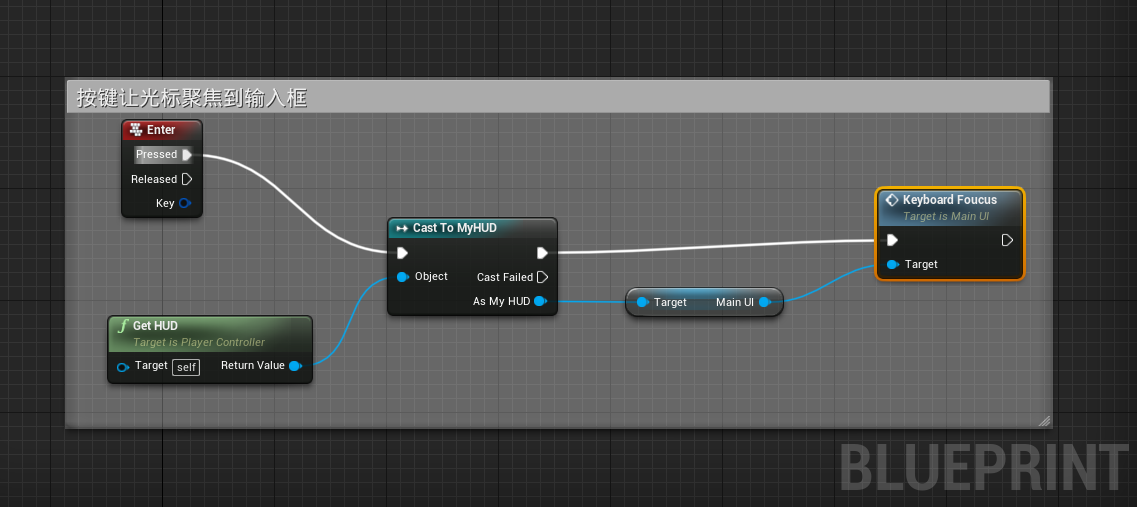 按键让光标聚焦到输入框
Enter
Pressed
Released
Key
Cast To MyHUD
Object
Cast Failed
As My HUD
Get HUD
Target is Player Controller
Target self
Return Value
Target
Main UI
Keyboard Foucus
Target is Main UI
Target
BLUEPRINT